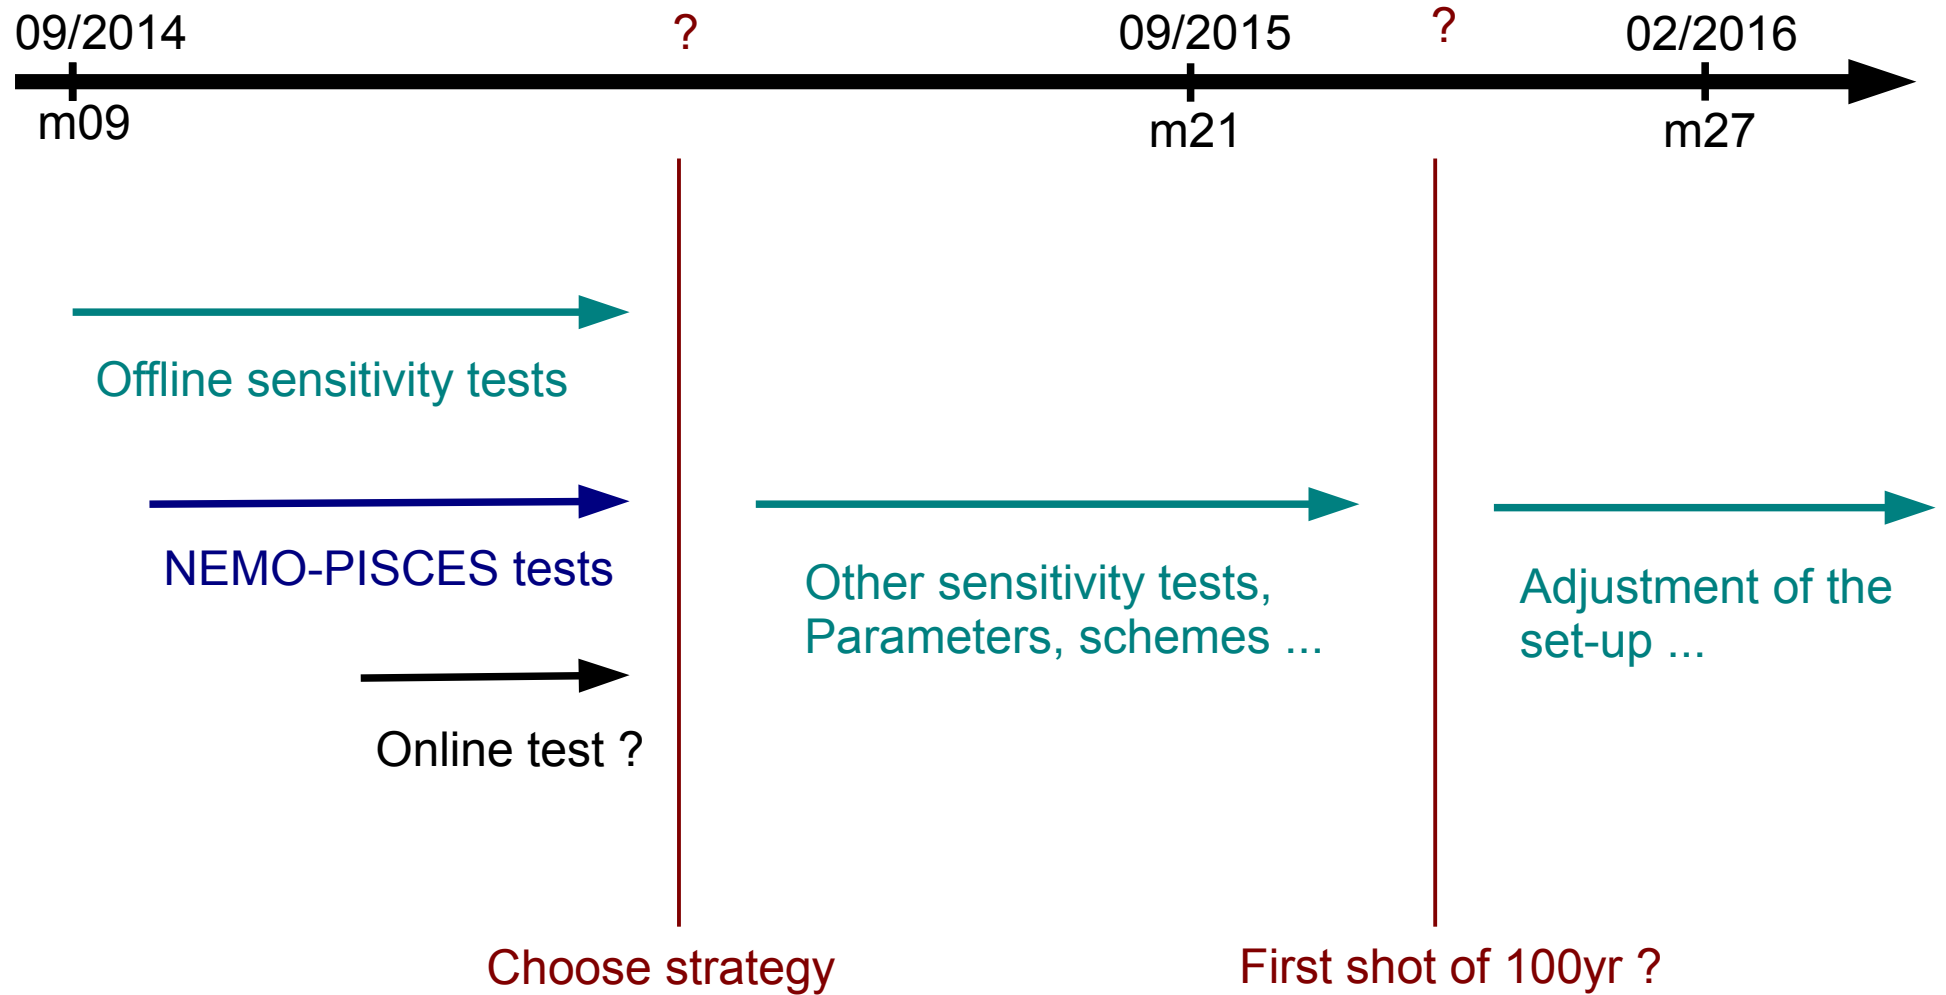 09/2014
?
09/2015
?
02/2016
m09
m21
m27
Offline sensitivity tests
NEMO-PISCES tests
Online test ?
Other sensitivity tests,
Parameters, schemes ...
Adjustment of the
set-up ...
Choose strategy
First shot of 100yr ?